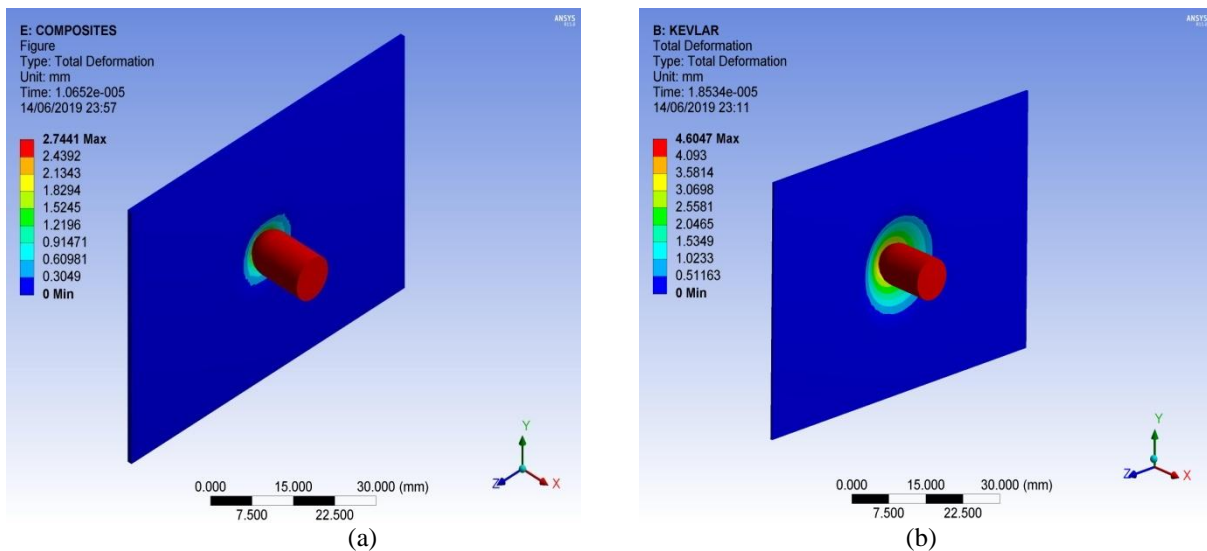 ANSYS
R15.0
E: COMPOSITES
Figure
Type: Total Deformation
Unit: mm
Time: 1.0652e-005
14/06/2019 23:57
2.7441 Max
2.4392
2.1343
1.8294
1.5245
1.2196
0.91471
0.60981
0.3049
0 Min
Y
Z
X
0.000
15.000
30.000 (mm)
7.500
22.500
(a)
ANSYS
R15.0
B: KEVLAR
Total Deformation
Type: Total Deformation
Unit: mm
Time: 1.8534e-005
14/06/2019 23:11
4.6047 Max
4.093
3.5814
3.0698
2.5581
2.0465
1.5349
1.0233
0.51163
0 Min
Y
Z
X
0.000
15.000
30.000 (mm)
7.500
22.500
(b)